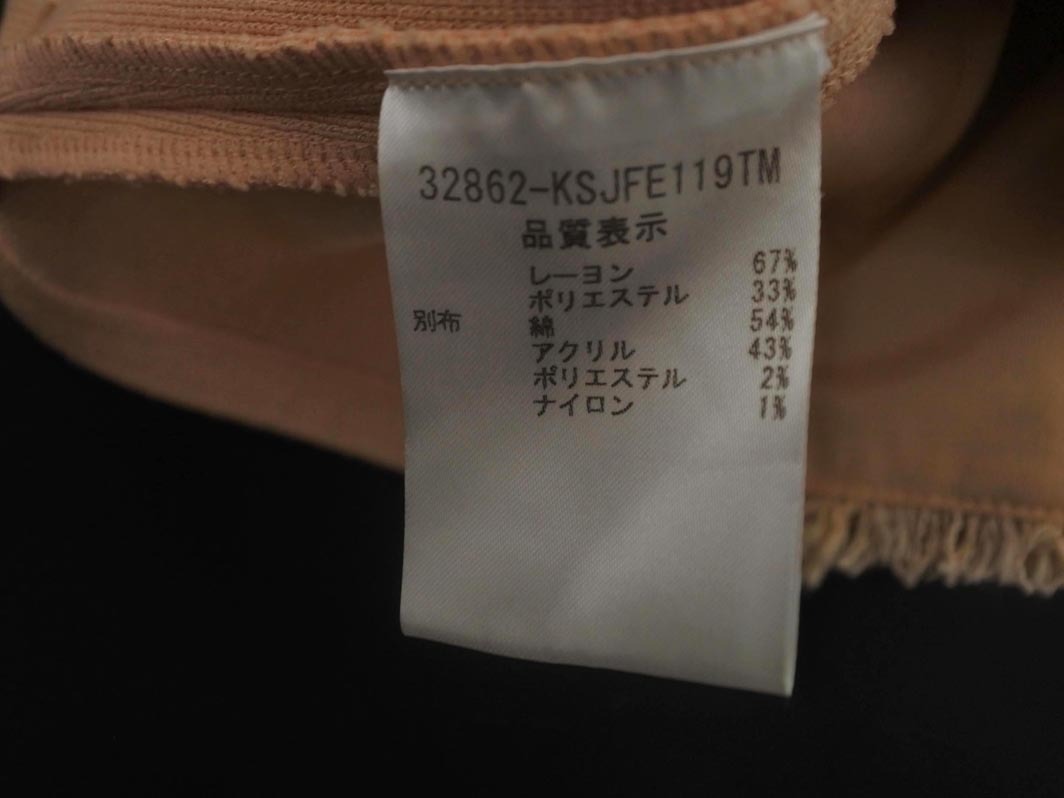 32862-KSJFE119TM
品質表示
レーヨン 67%
ポリエステル 33%
別布 綿 54%
アクリル 43%
ポリエステル 2%
ナイロン 1%